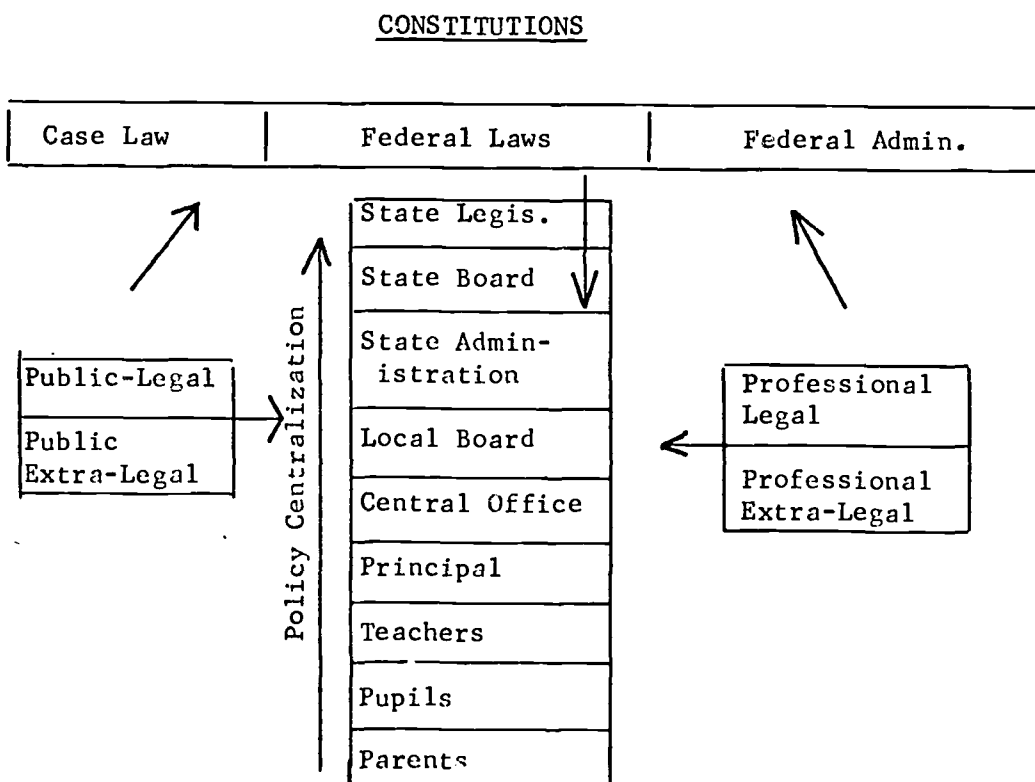 CONSTITUTIONS
Case Law
Federal Laws
Federal Admin.
State Legis.
State Board
State Admin-
istration
Local Board
Central Office
Principal
Teachers
Pupils
Parents
Policy Centralization
Public-Legal
Public
Extra-Legal
Professional
Legal
Professional
Extra-Legal